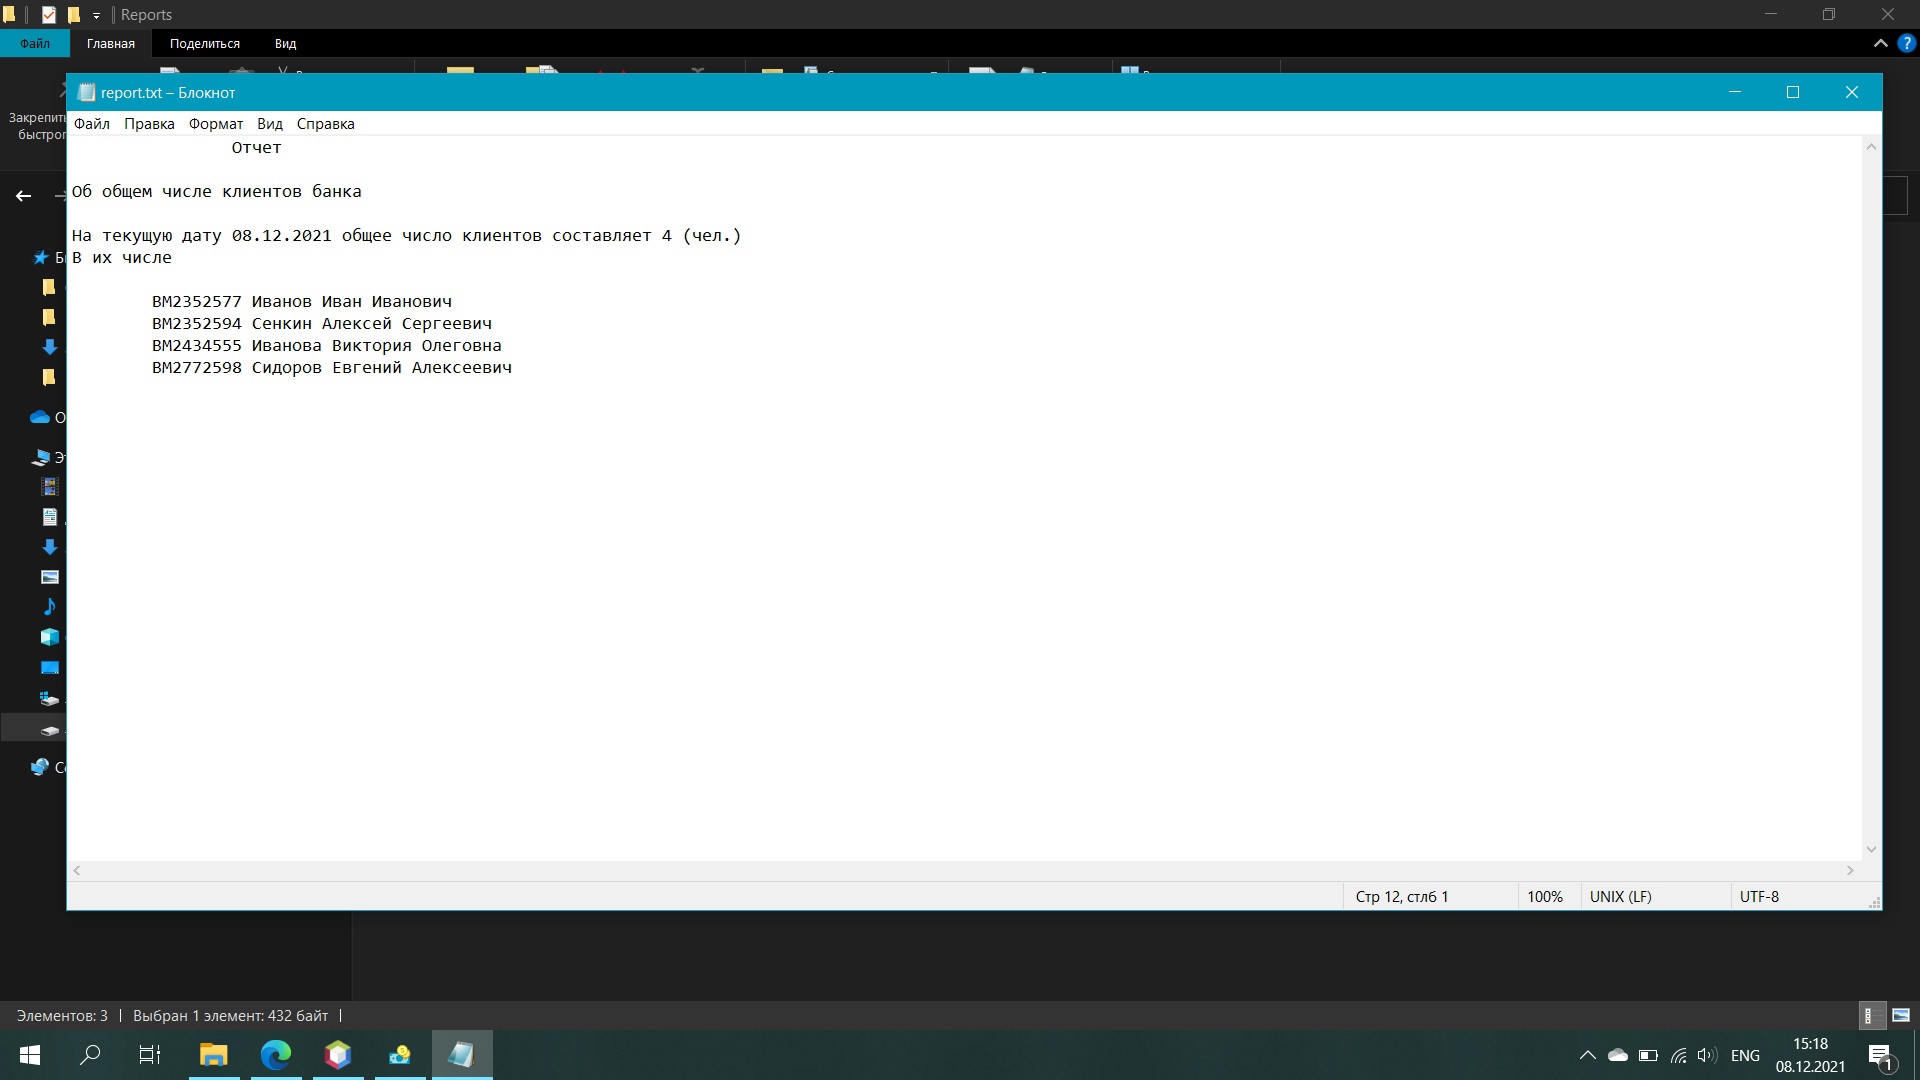 Reports
Файл Главная Поделиться Вид
Закрепить
report.txt – Блокнот
Файл Правка Формат Вид Справка
Отчет
Об общем числе клиентов банка
На текущую дату 08.12.2021 общее число клиентов составляет 4 (чел.)
В их числе
BM2352577 Иванов Иван Иванович
BM2352594 Сенкин Алексей Сергеевич
BM2434555 Иванова Виктория Олеговна
BM2772598 Сидоров Евгений Алексеевич
Стр 12, стлб 1 100% UNIX (LF) UTF-8
Элементов: 3 Выбран 1 элемент: 432 байт
ENG
15:18
08.12.2021
1